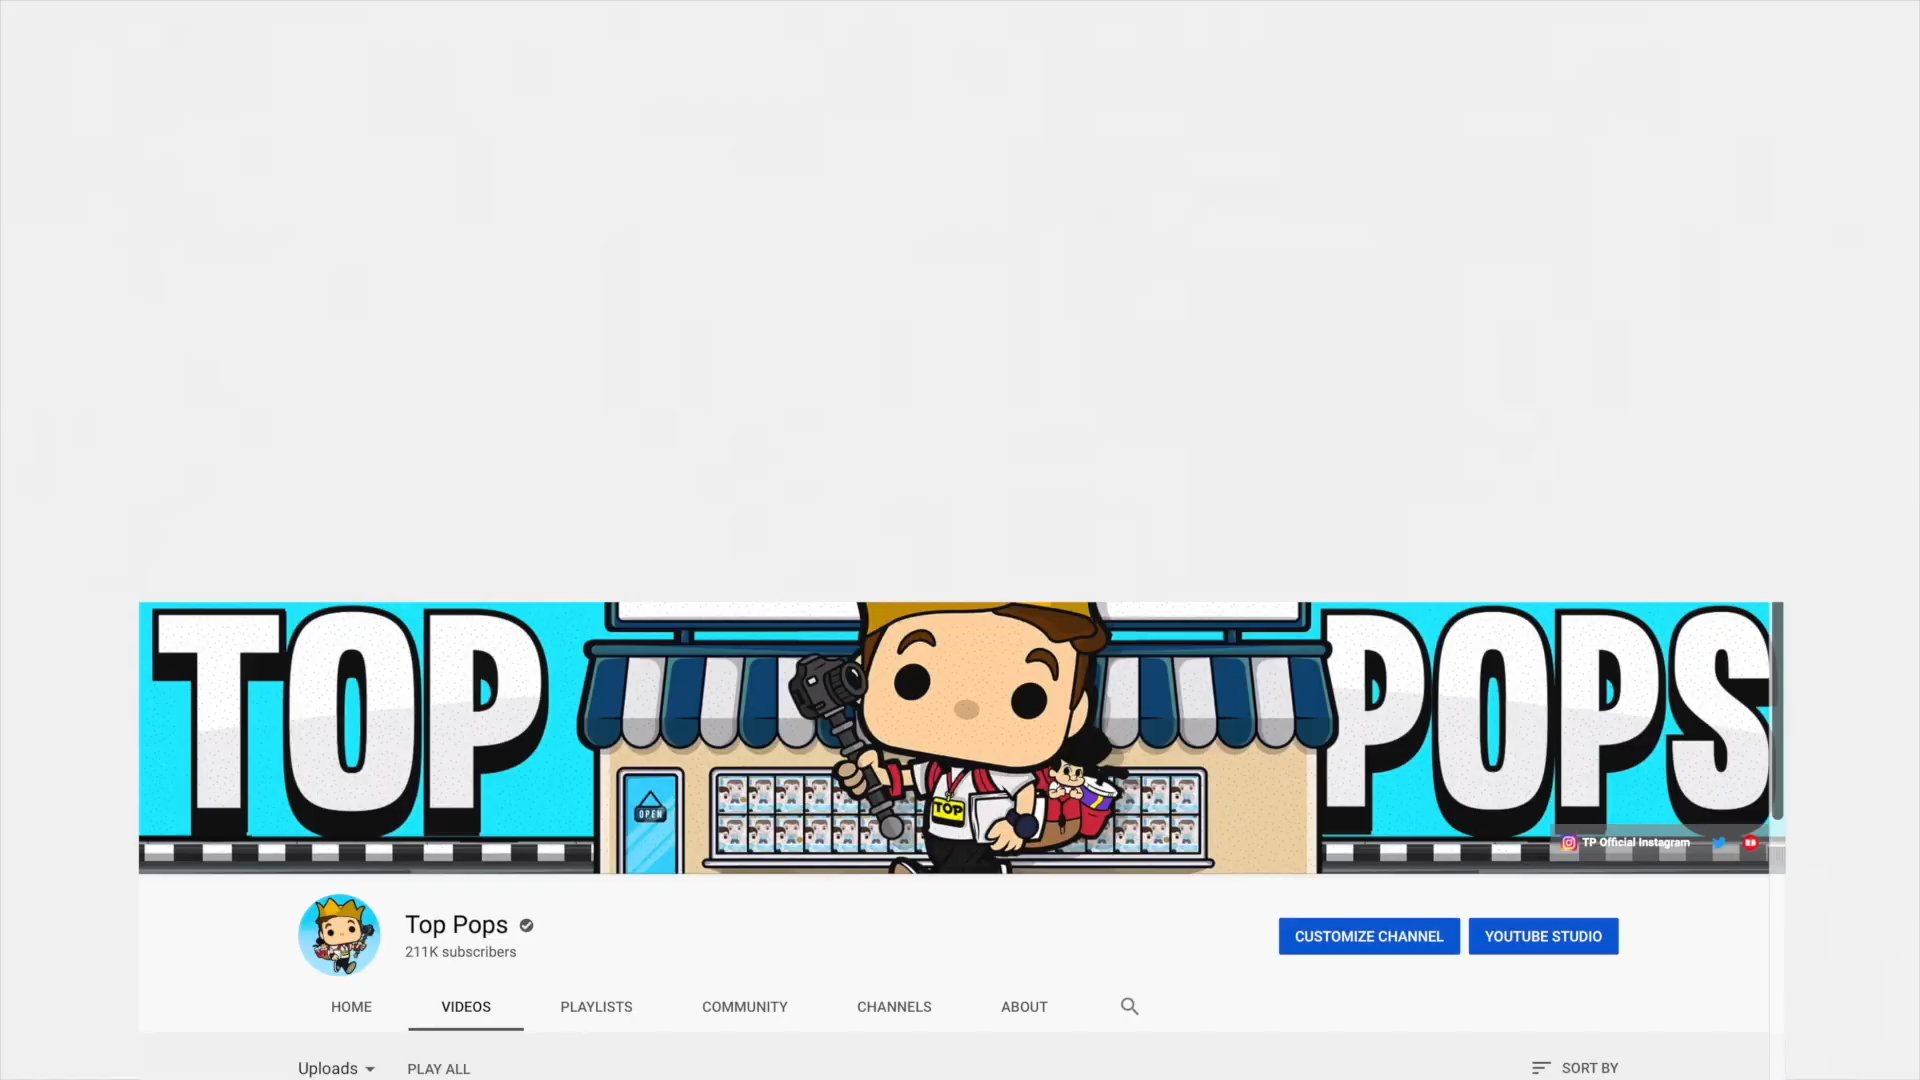 TOP POPS
OPEN
TOP
TP Official Instagram
Top Pops
211K subscribers
CUSTOMIZE CHANNEL
YOUTUBE STUDIO
HOME
VIDEOS
PLAYLISTS
COMMUNITY
CHANNELS
ABOUT
Uploads
PLAY ALL
SORT BY